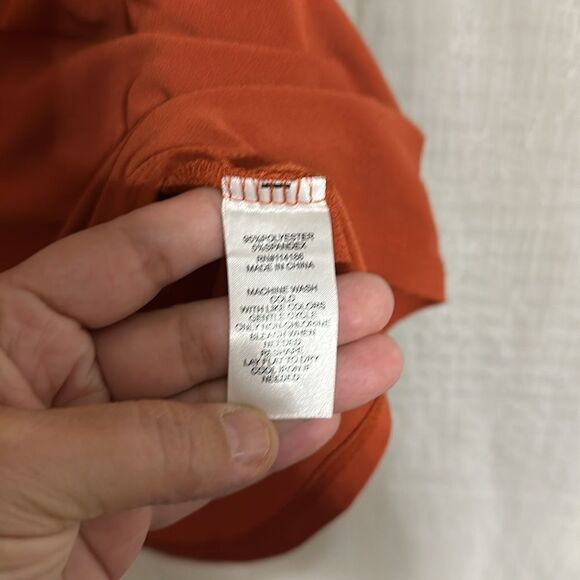 95%POLYESTER
5%SPANDEX
RN#114186
MADE IN CHINA
MACHINE WASH
COLD
WITH LIKE COLORS
GENTLE CYCLE
ONLY NON-CHLORINE
BLEACH WHEN
NEEDED
RESHAPE
LAY FLAT TO DRY
COOL IRON IF
NEEDED